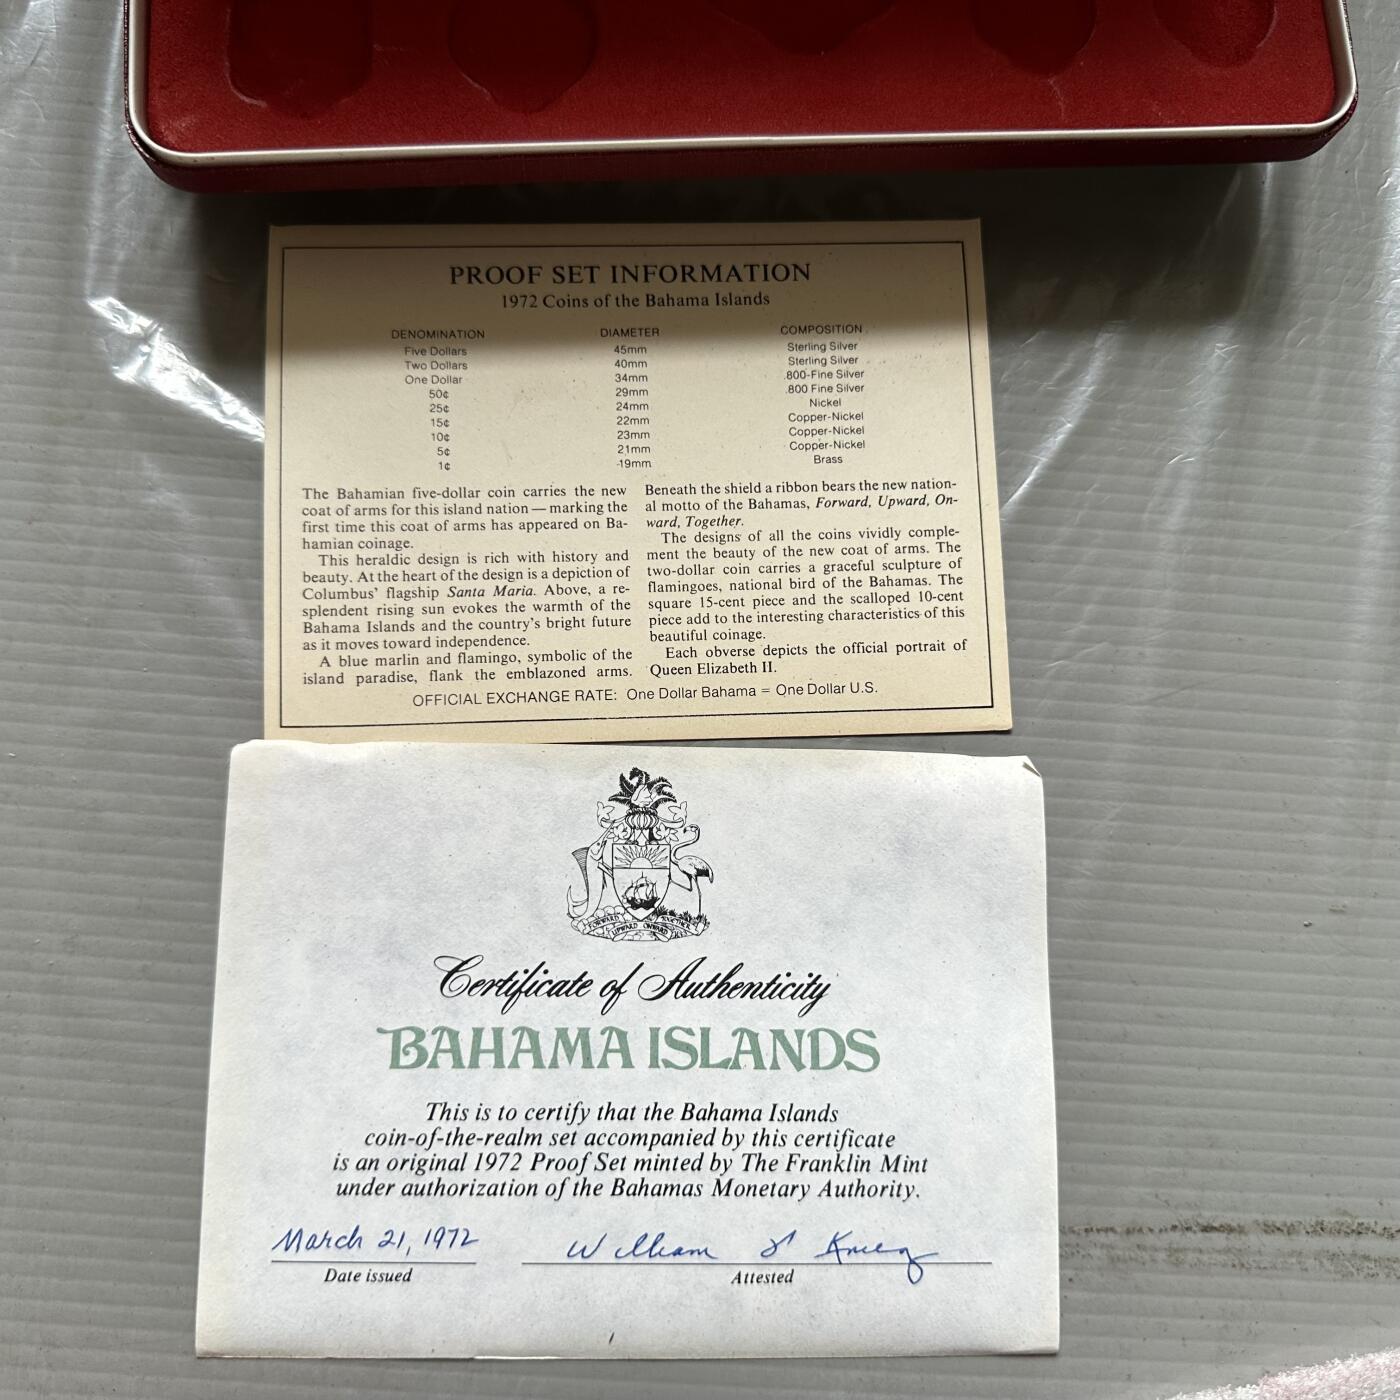 PROOF SET INFORMATION
1972 Coins of the Bahama Islands
DENOMINATION DIAMETER COMPOSITION
Five Dollars 45mm Sterling Silver
Two Dollars 40mm Sterling Silver
One Dollar 34mm .800-Fine Silver
50¢ 29mm .800 Fine Silver
25¢ 24mm Nickel
15¢ 22mm Copper-Nickel
10¢ 23mm Copper-Nickel
5¢ 21mm Copper-Nickel
1¢ 19mm Brass
The Bahamian five-dollar coin carries the new
coat of arms for this island nation — marking the
first time this coat of arms has appeared on Ba-
hamian coinage.
This heraldic design is rich with history and
beauty. At the heart of the design is a depiction of
Columbus' flagship Santa Maria. Above, a re-
splendent rising sun evokes the warmth of the
Bahama Islands and the country's bright future
as it moves toward independence.
A blue marlin and flamingo, symbolic of the
island paradise, flank the emblazoned arms.
Beneath the shield a ribbon bears the new nation-
al motto of the Bahamas, Forward, Upward, On-
ward, Together.
The designs of all the coins vividly comple-
ment the beauty of the new coat of arms. The
two-dollar coin carries a graceful sculpture of
flamingoes, national bird of the Bahamas. The
square 15-cent piece and the scalloped 10-cent
piece add to the interesting characteristics of this
beautiful coinage.
Each obverse depicts the official portrait of
Queen Elizabeth II.
OFFICIAL EXCHANGE RATE: One Dollar Bahama = One Dollar U.S.
FORWARD UPWARD ONWARD TOGETHER
Certificate of Authenticity
BAHAMA ISLANDS
This is to certify that the Bahama Islands
coin-of-the-realm set accompanied by this certificate
is an original 1972 Proof Set minted by The Franklin Mint
under authorization of the Bahamas Monetary Authority.
March 21, 1972 William
Date issued Attested